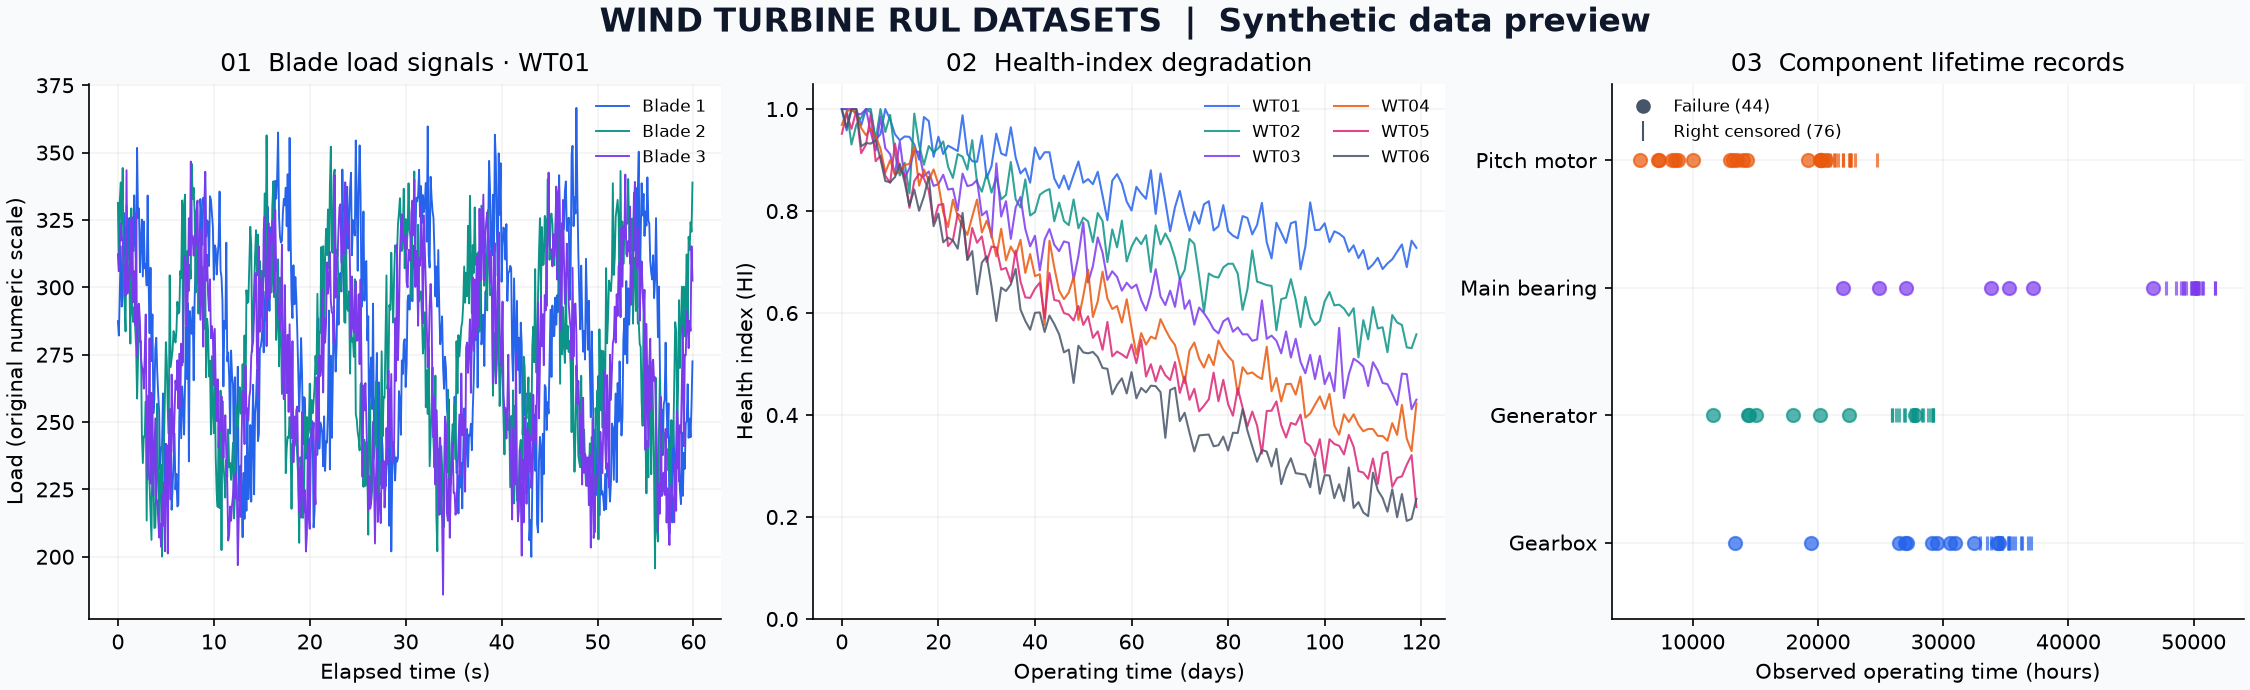 WIND TURBINE RUL DATASETS | Synthetic data preview
01 Blade load signals · WT01
Load (original numeric scale)
375
350
325
300
275
250
225
200
0 10 20 30 40 50 60
Elapsed time (s)
Blade 1
Blade 2
Blade 3
02 Health-index degradation
Health index (HI)
1.0
0.8
0.6
0.4
0.2
0.0
0 20 40 60 80 100 120
Operating time (days)
WT01 WT04
WT02 WT05
WT03 WT06
03 Component lifetime records
Failure (44)
Right censored (76)
Pitch motor
Main bearing
Generator
Gearbox
10000 20000 30000 40000 50000
Observed operating time (hours)